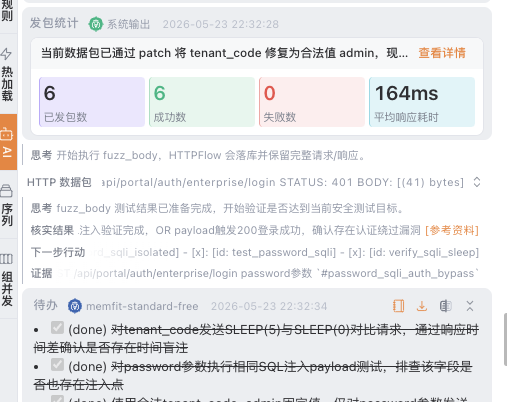 规则
热加载
AI
序列
组并发
发包统计 系统输出 2026-05-23 22:32:28
当前数据包已通过 patch 将 tenant_code 修复为合法值 admin，现... 查看详情
6 6 0 164ms
已发包数 成功数 失败数 平均响应耗时
思考 开始执行 fuzz_body，HTTPFlow 会落库并保留完整请求/响应。
HTTP 数据包 api/portal/auth/enterprise/login STATUS: 401 BODY: [(41) bytes]
思考 fuzz_body 测试结果已准备完成，开始验证是否达到当前安全测试目标。
核实结果 注入验证完成，OR payload触发200登录成功，确认存在认证绕过漏洞 [参考资料]
下一步行动 _sqli_isolated] - [x]: [id: test_password_sqli] - [x]: [id: verify_sqli_sleep]
证据 /api/portal/auth/enterprise/login password参数 `#password_sqli_auth_bypass`
待办 memfit-standard-free 2026-05-23 22:32:34
• (done) 对tenant_code发送SLEEP(5)与SLEEP(0)对比请求，通过响应时
间差确认是否存在时间盲注
• (done) 对password参数执行相同SQL注入payload测试，排查该字段是
否也存在注入点